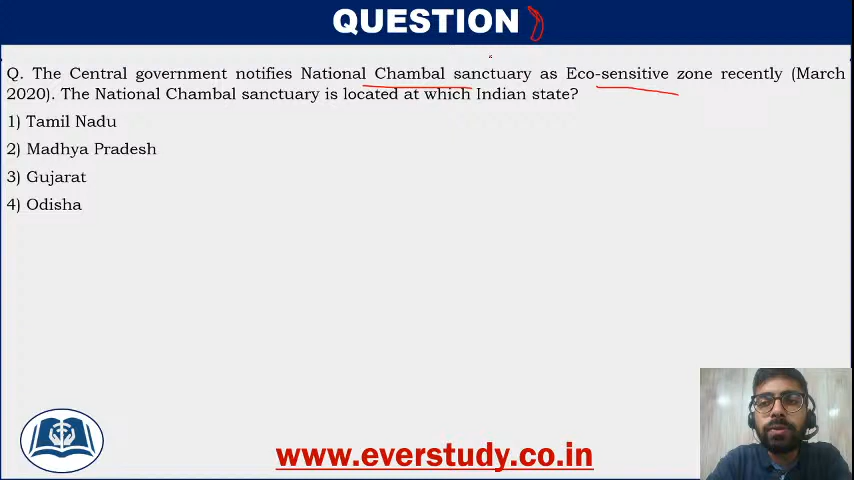 QUESTION
Q. The Central government notifies National Chambal sanctuary as Eco-sensitive zone recently (March
2020). The National Chambal sanctuary is located at which Indian state?
1) Tamil Nadu
2) Madhya Pradesh
3) Gujarat
4) Odisha
www.everstudy.co.in